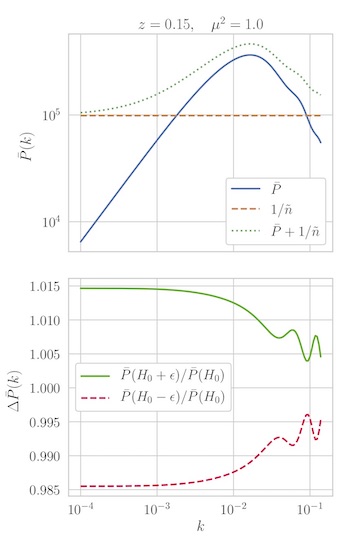 z = 0.15,  μ² = 1.0
10⁵
10⁴
P̄(k)
P̄
1/ñ
P̄ + 1/ñ
1.015
1.010
1.005
1.000
0.995
0.990
0.985
ΔP̄(k)
P̄(H₀ + ϵ)/P̄(H₀)
P̄(H₀ − ϵ)/P̄(H₀)
10⁻⁴ 10⁻³ 10⁻² 10⁻¹
k